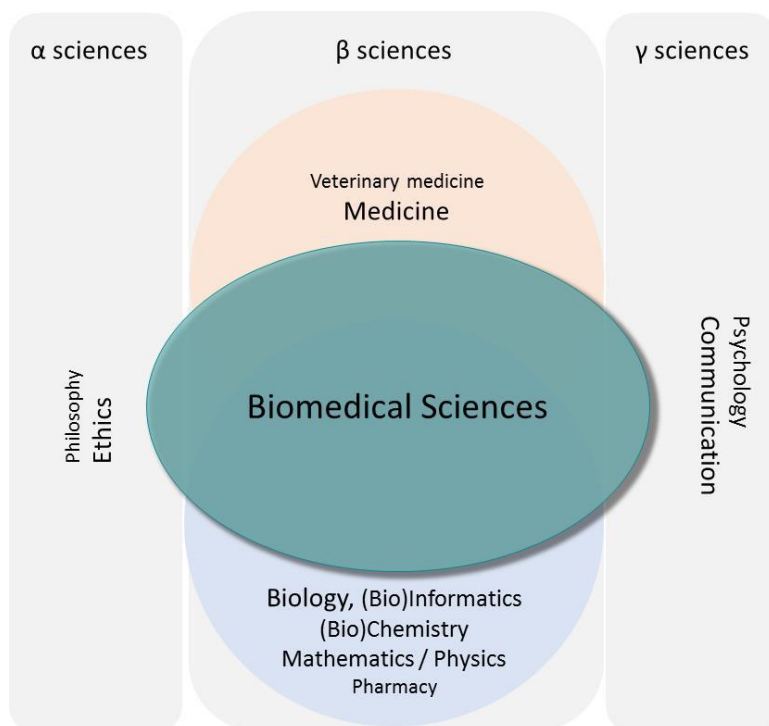 α sciences
β sciences
γ sciences
Veterinary medicine
Medicine
Biomedical Sciences
Philosophy
Ethics
Psychology
Communication
Biology, (Bio)Informatics
(Bio)Chemistry
Mathematics / Physics
Pharmacy